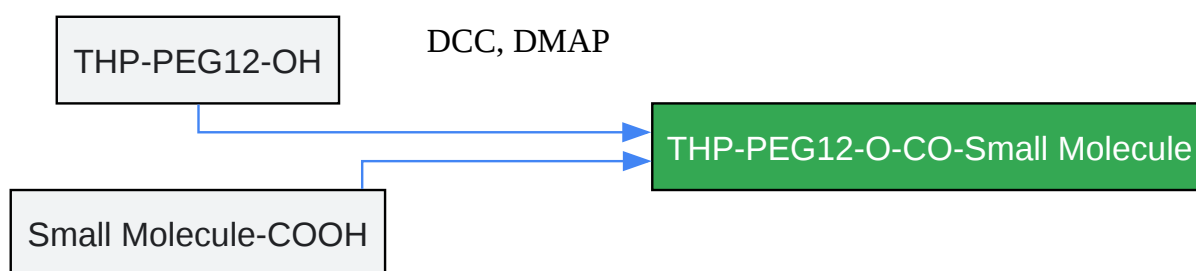 THP-PEG12-OH
DCC, DMAP
THP-PEG12-O-CO-Small Molecule
Small Molecule-COOH